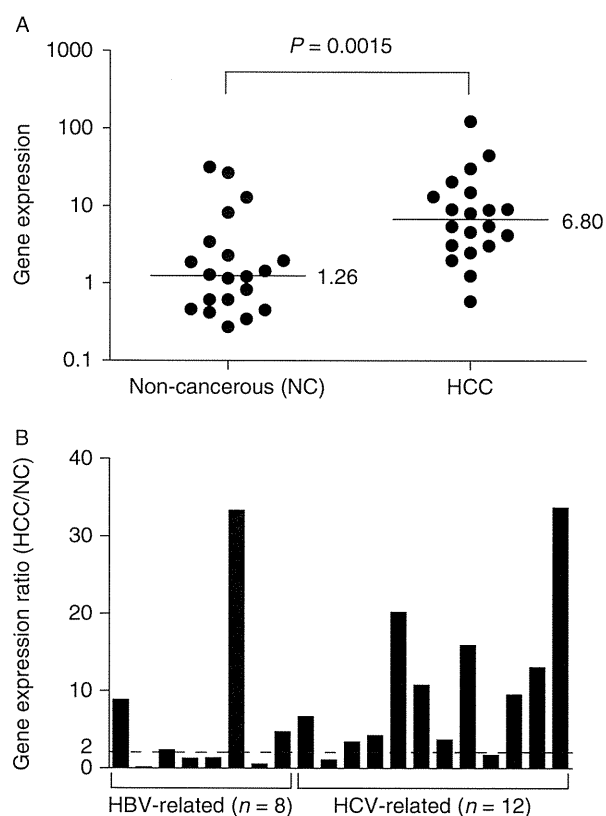 A
P = 0.0015
Gene expression
1000
100
10
1
0.1
1.26
6.80
Non-cancerous (NC)
HCC
B
Gene expression ratio (HCC/NC)
40
30
20
10
2
0
HBV-related (n = 8)
HCV-related (n = 12)